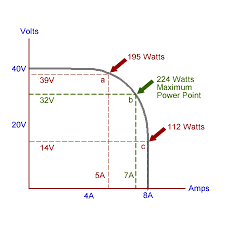 Volts
195 Watts
40V
39V
a
224 Watts
Maximum
Power Point
32V
b
20V
112 Watts
14V
c
5A
7A
4A
8A
Amps